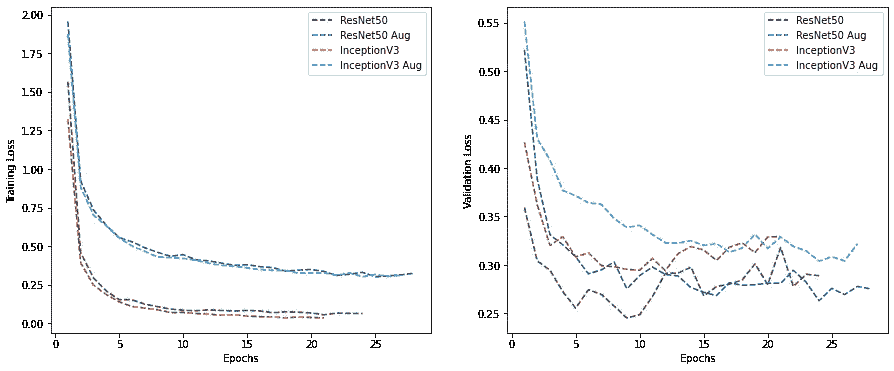 2.00
1.75
1.50
1.25
1.00
0.75
0.50
0.25
0.00
Training Loss
0 5 10 15 20 25
Epochs
ResNet50
ResNet50 Aug
InceptionV3
InceptionV3 Aug
0.55
0.50
0.45
0.40
0.35
0.30
0.25
Validation Loss
0 5 10 15 20 25
Epochs
ResNet50
ResNet50 Aug
InceptionV3
InceptionV3 Aug